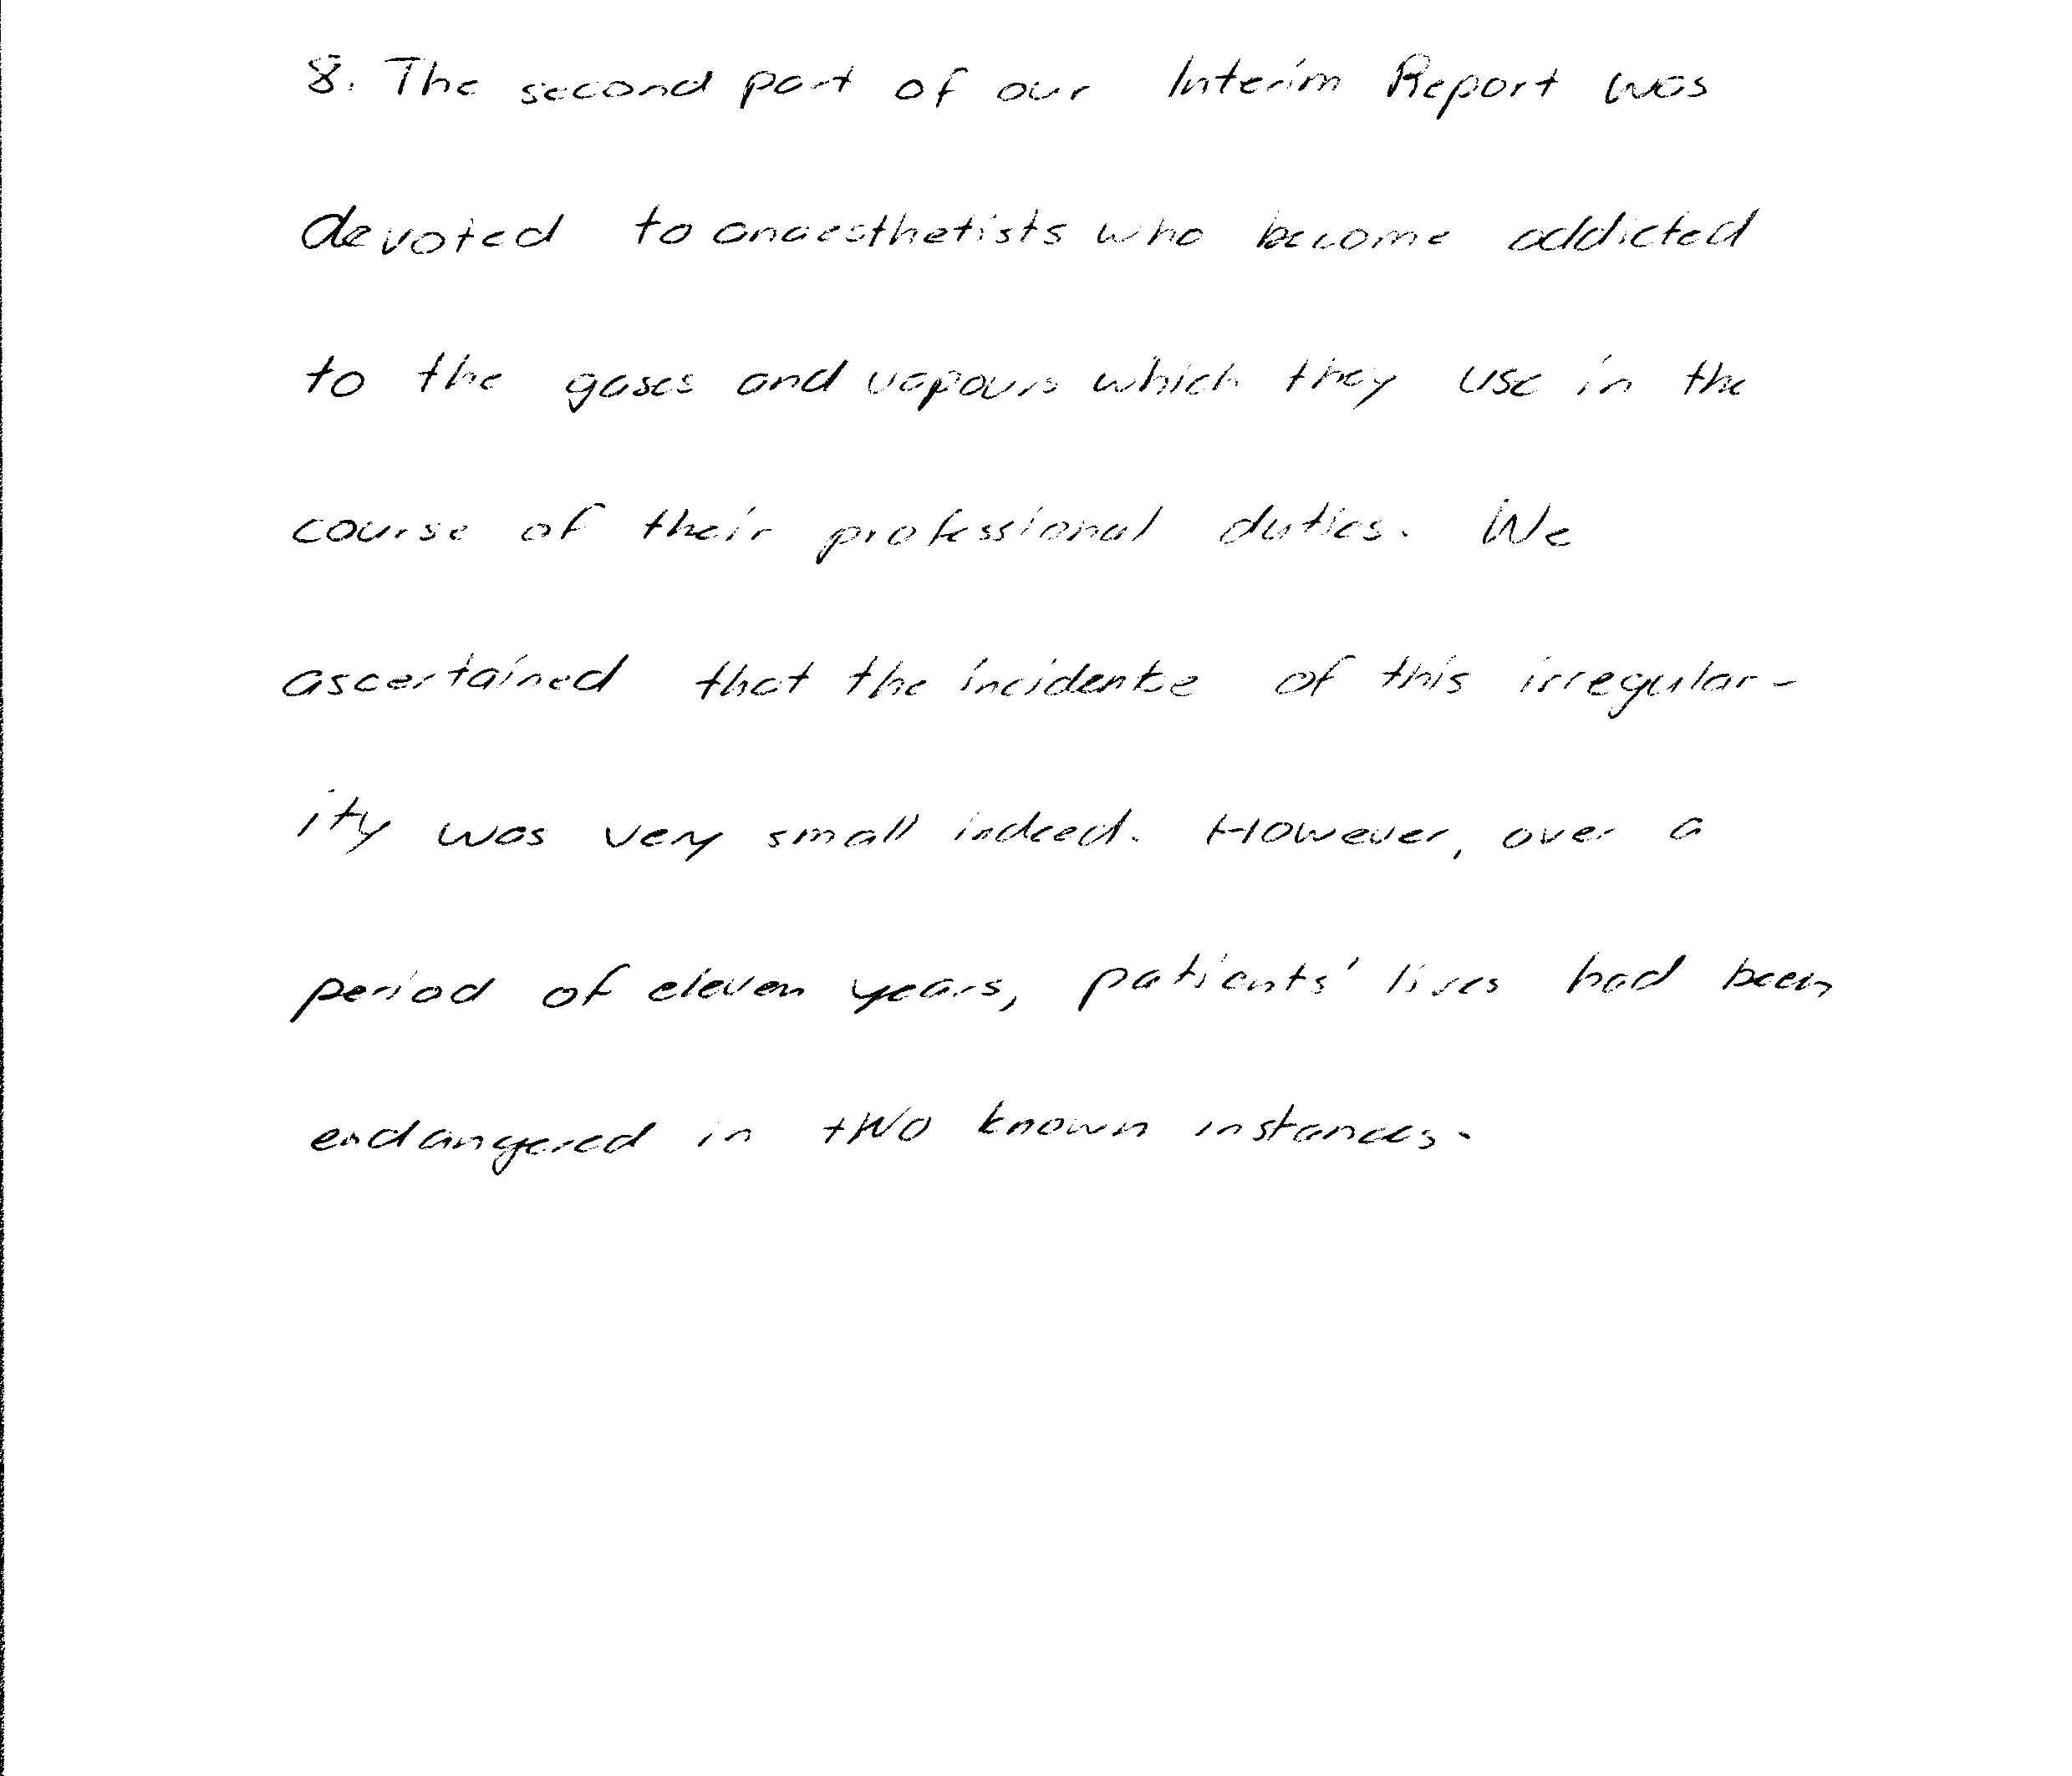 8. The second part of our Interim Report was
devoted to anaesthetists who become addicted
to the gases and vapours which they use in the
course of their professional duties. We
ascertained that the incidence of this irregular-
ity was very small indeed. However, over a
period of eleven years, patients' lives had been
endangered in two known instances.